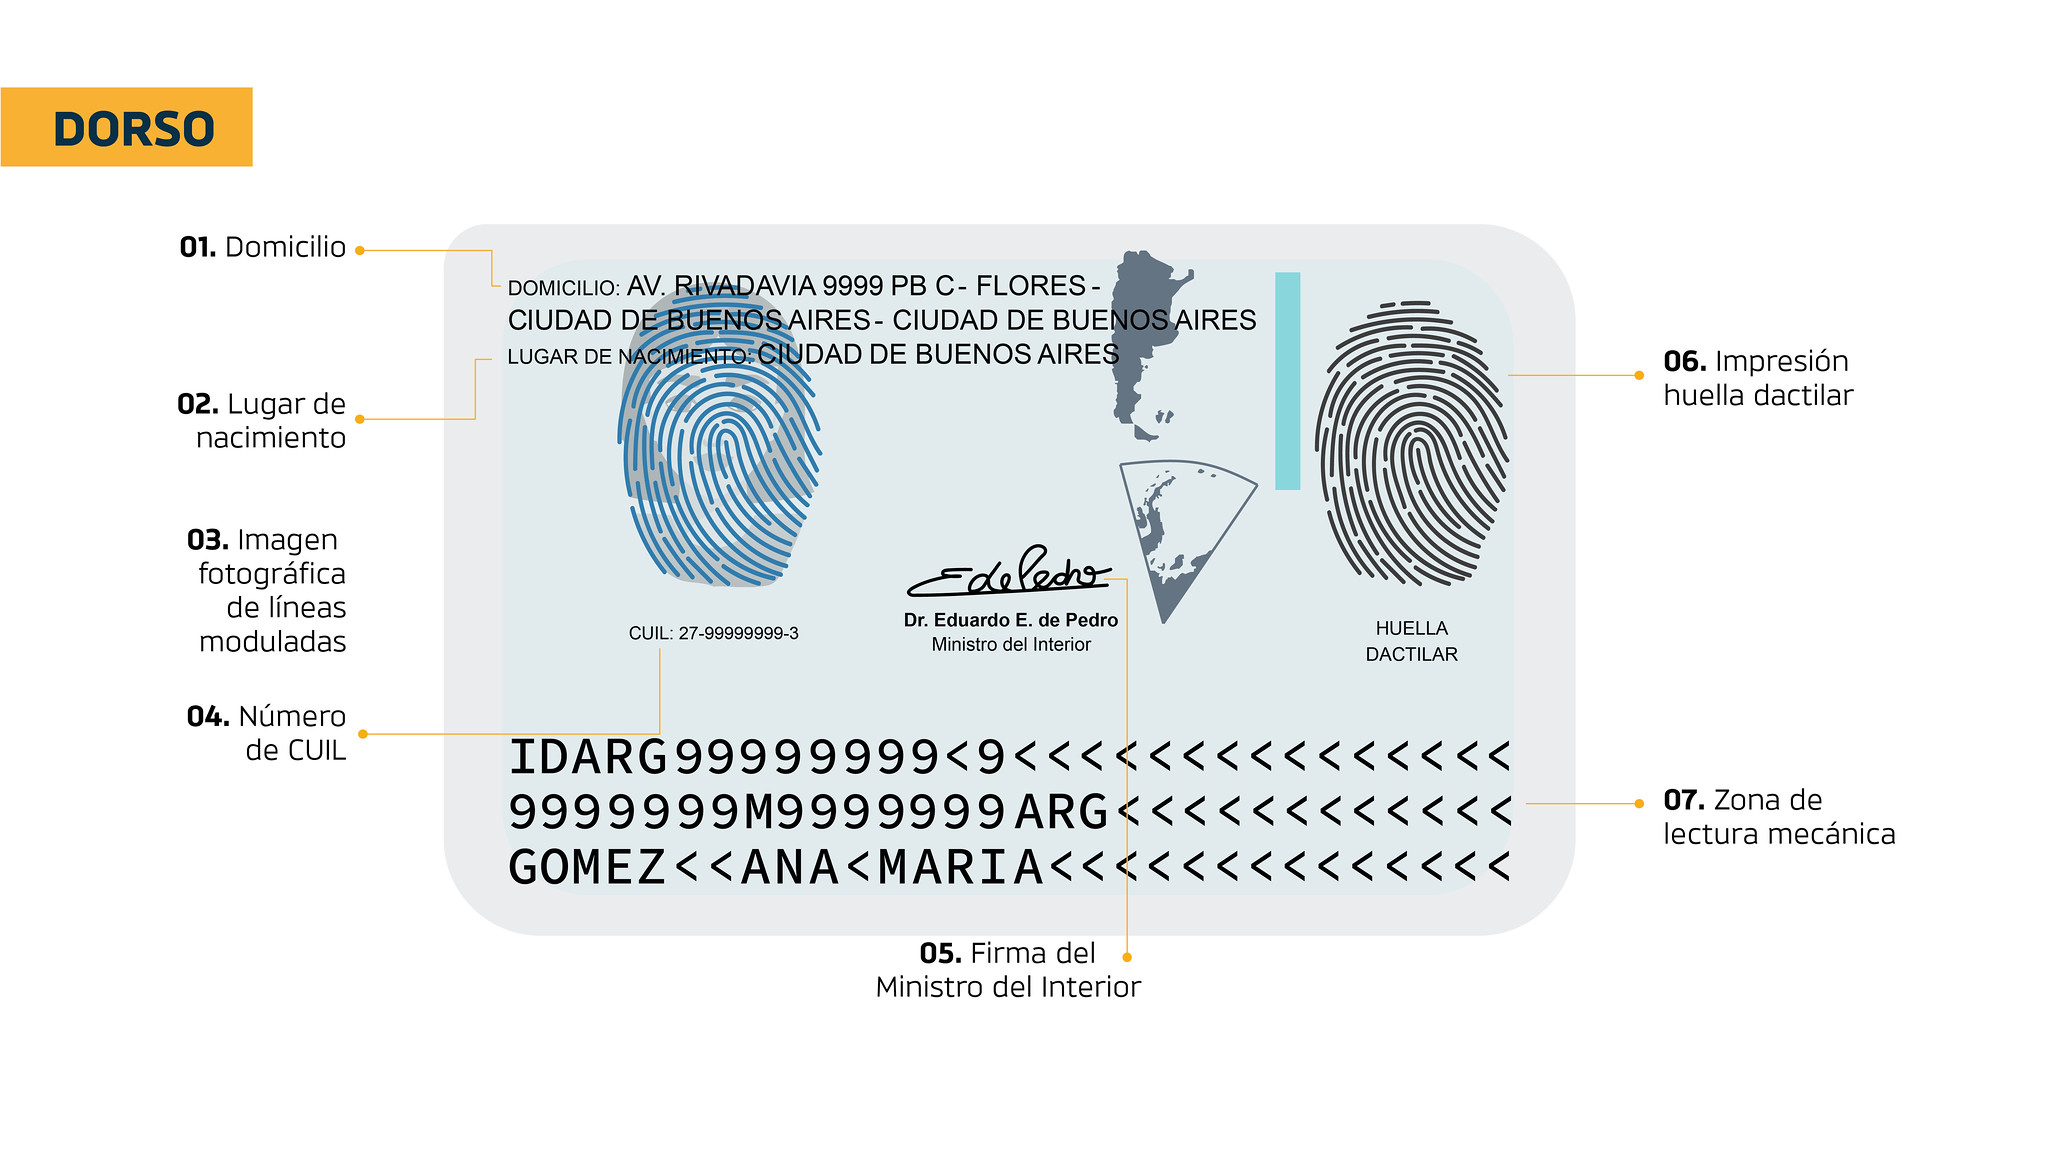 DORSO
01. Domicilio
02. Lugar de
nacimiento
03. Imagen
fotográfica
de líneas
moduladas
04. Número
de CUIL
DOMICILIO: AV. RIVADAVIA 9999 PB C - FLORES -
CIUDAD DE BUENOS AIRES - CIUDAD DE BUENOS AIRES
LUGAR DE NACIMIENTO: CIUDAD DE BUENOS AIRES
CUIL: 27-99999999-3
E de Pedro
Dr. Eduardo E. de Pedro
Ministro del Interior
HUELLA
DACTILAR
IDARG99999999<9<<<<<<<<<<<<<<<
9999999M9999999ARG<<<<<<<<<<<<
GOMEZ<<ANA<MARIA<<<<<<<<<<<<<<
05. Firma del
Ministro del Interior
06. Impresión
huella dactilar
07. Zona de
lectura mecánica